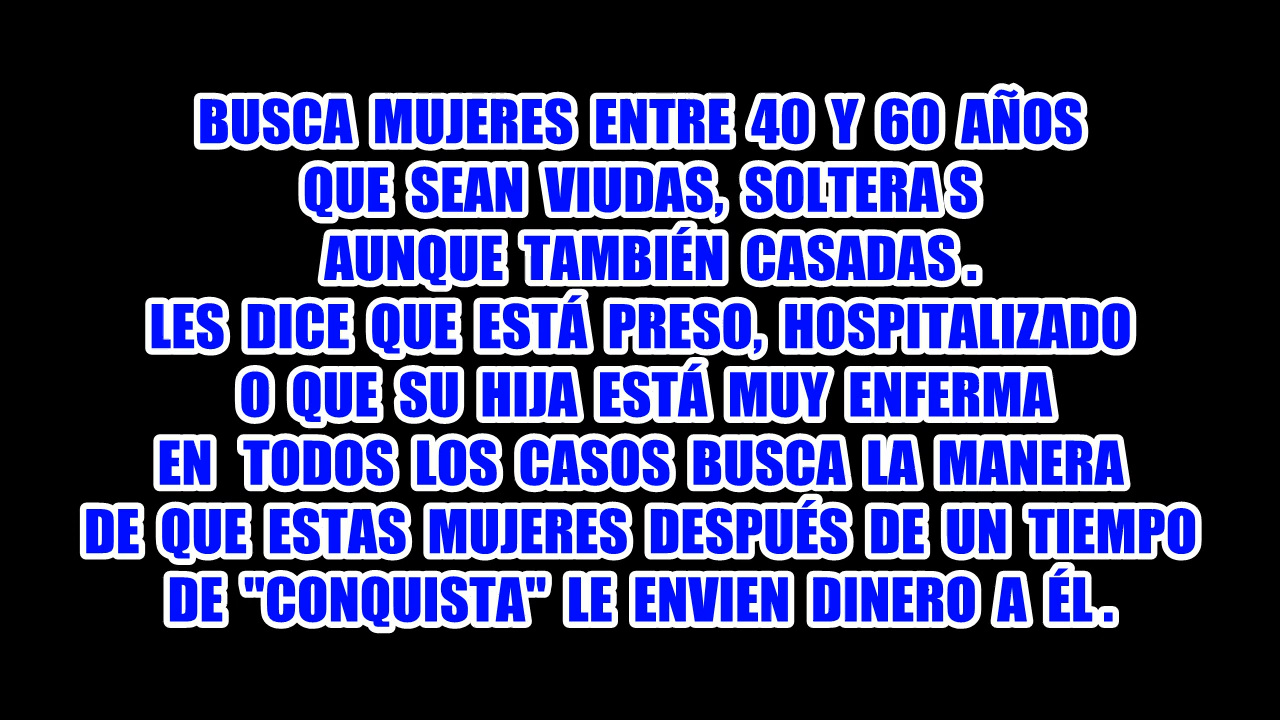 BUSCA MUJERES ENTRE 40 Y 60 AÑOS
QUE SEAN VIUDAS, SOLTERAS
AUNQUE TAMBIÉN CASADAS.
LES DICE QUE ESTÁ PRESO, HOSPITALIZADO
O QUE SU HIJA ESTÁ MUY ENFERMA
EN TODOS LOS CASOS BUSCA LA MANERA
DE QUE ESTAS MUJERES DESPUÉS DE UN TIEMPO
DE "CONQUISTA" LE ENVIEN DINERO A ÉL.